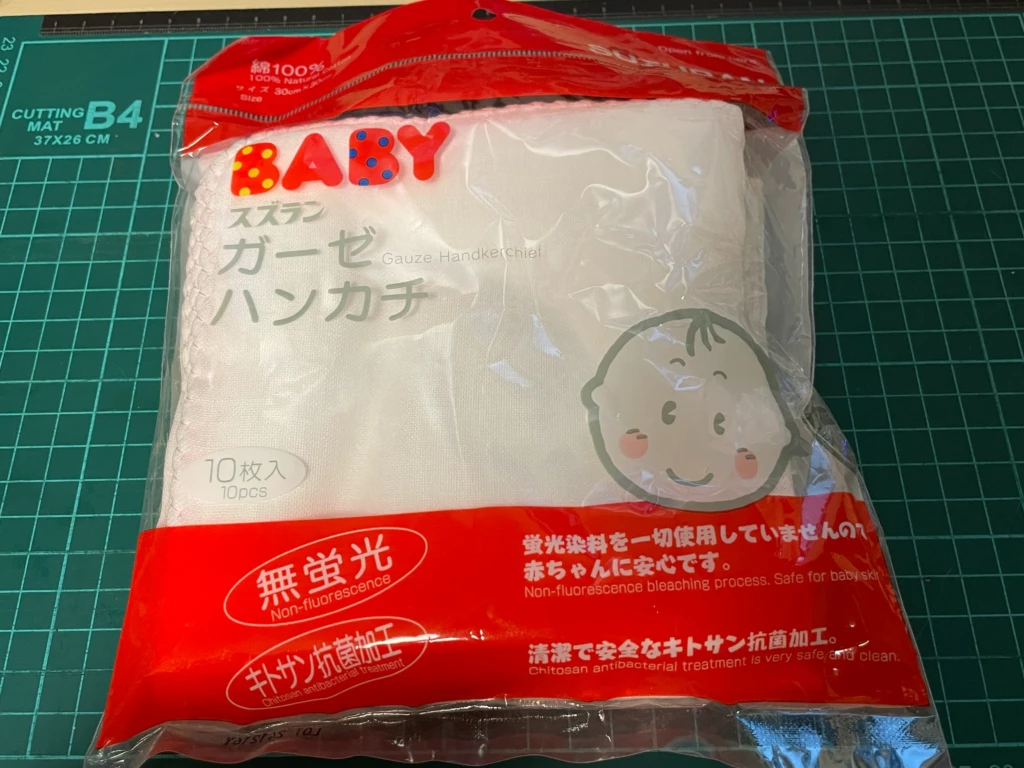 綿100%
100% Natural
サイズ 30cm×30cm
Size
Open from
CUTTING
MAT
B4
37X26 CM
BABY
スズラン
ガーゼ
Gauze Handkerchief
ハンカチ
10枚入
10pcs
無蛍光
Non-fluorescence
蛍光染料を一切使用していませんので
赤ちゃんに安心です。
Non-fluorescence bleaching process. Safe for baby skin
キトサン抗菌加工
Chitosan antibacterial treatment
清潔で安全なキトサン抗菌加工。
Chitosan antibacterial treatment is very safe and clean.